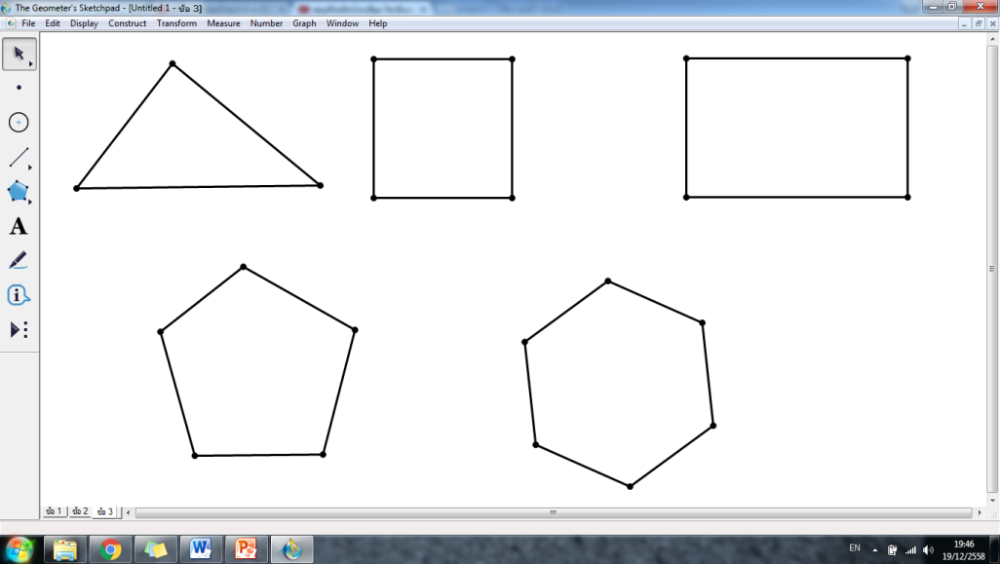 The Geometer's Sketchpad - [Untitled 1 - ข้อ 3]
File Edit Display Construct Transform Measure Number Graph Window Help
A
ข้อ 1 ข้อ 2 ข้อ 3
EN
19:46
19/12/2558